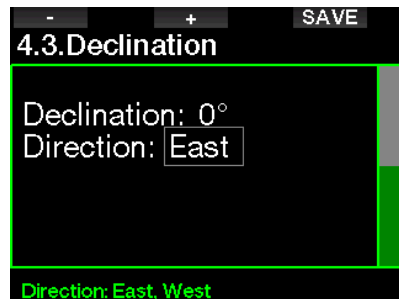 - + SAVE
4.3.Declination
Declination: 0°
Direction: East
Direction: East, West